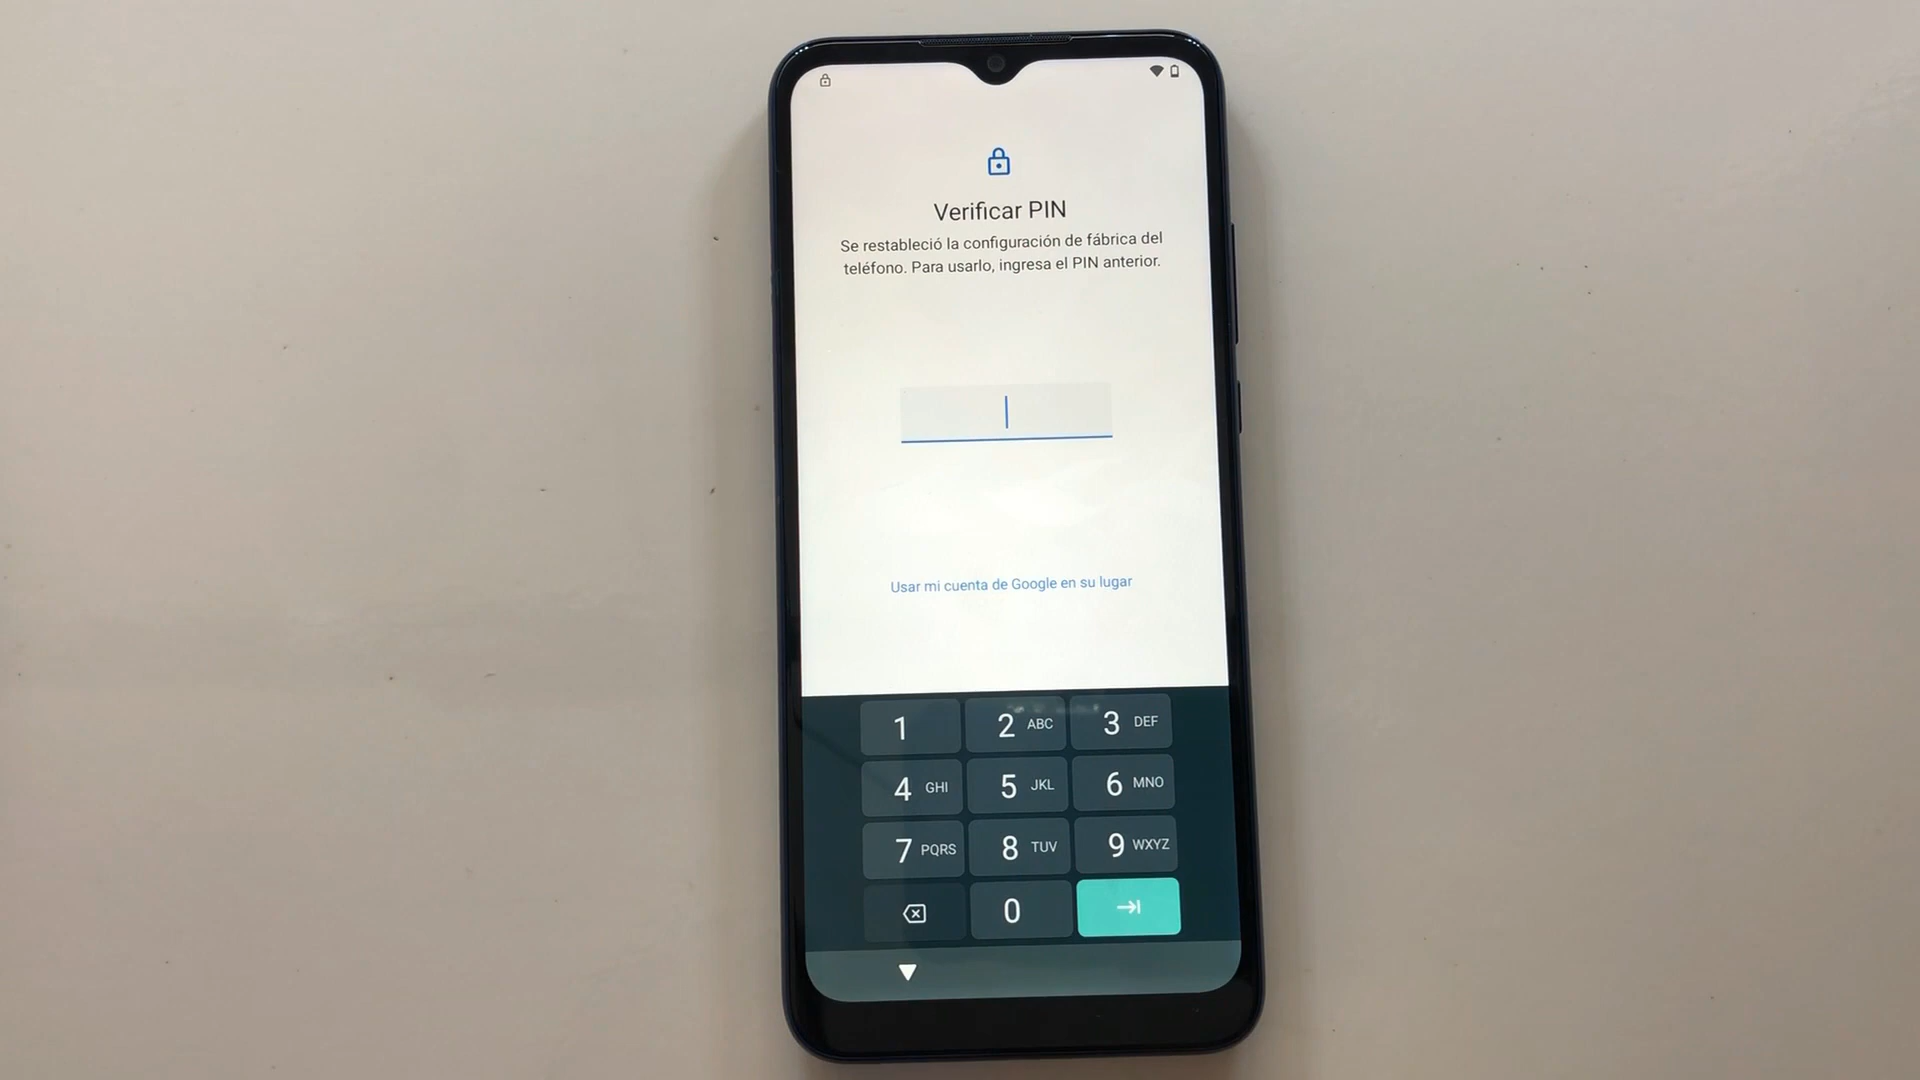 Verificar PIN
Se restableció la configuración de fábrica del
teléfono. Para usarlo, ingresa el PIN anterior.
Usar mi cuenta de Google en su lugar
1 2 ABC 3 DEF
4 GHI 5 JKL 6 MNO
7 PQRS 8 TUV 9 WXYZ
0